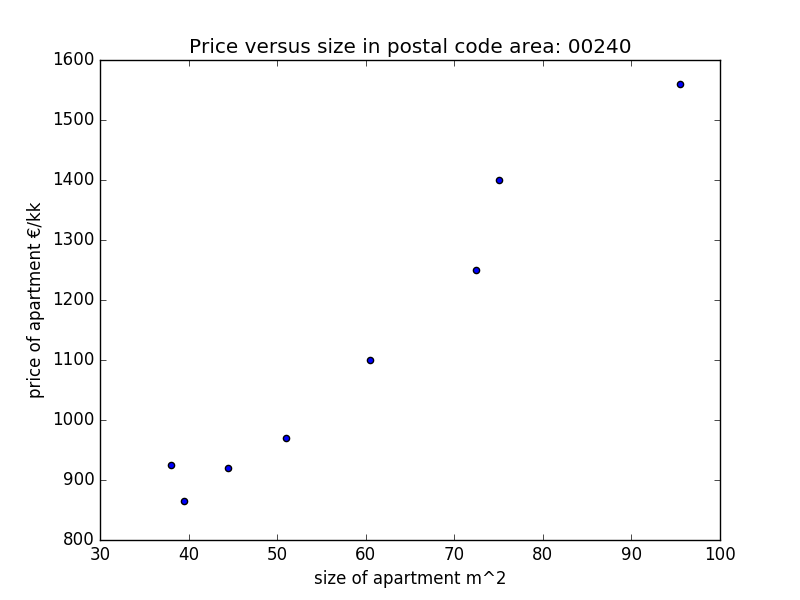 Price versus size in postal code area: 00240
1600
1500
1400
1300
1200
1100
1000
900
800
price of apartment €/kk
30 40 50 60 70 80 90 100
size of apartment m^2